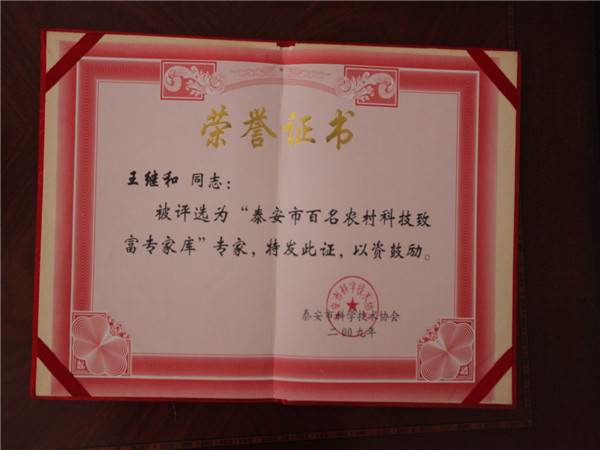 荣誉证书
王继和 同志：
被评选为“泰安市百名农村科技致
富专家库”专家，特发此证，以资鼓励。
泰安市科学技术协会
二00九年